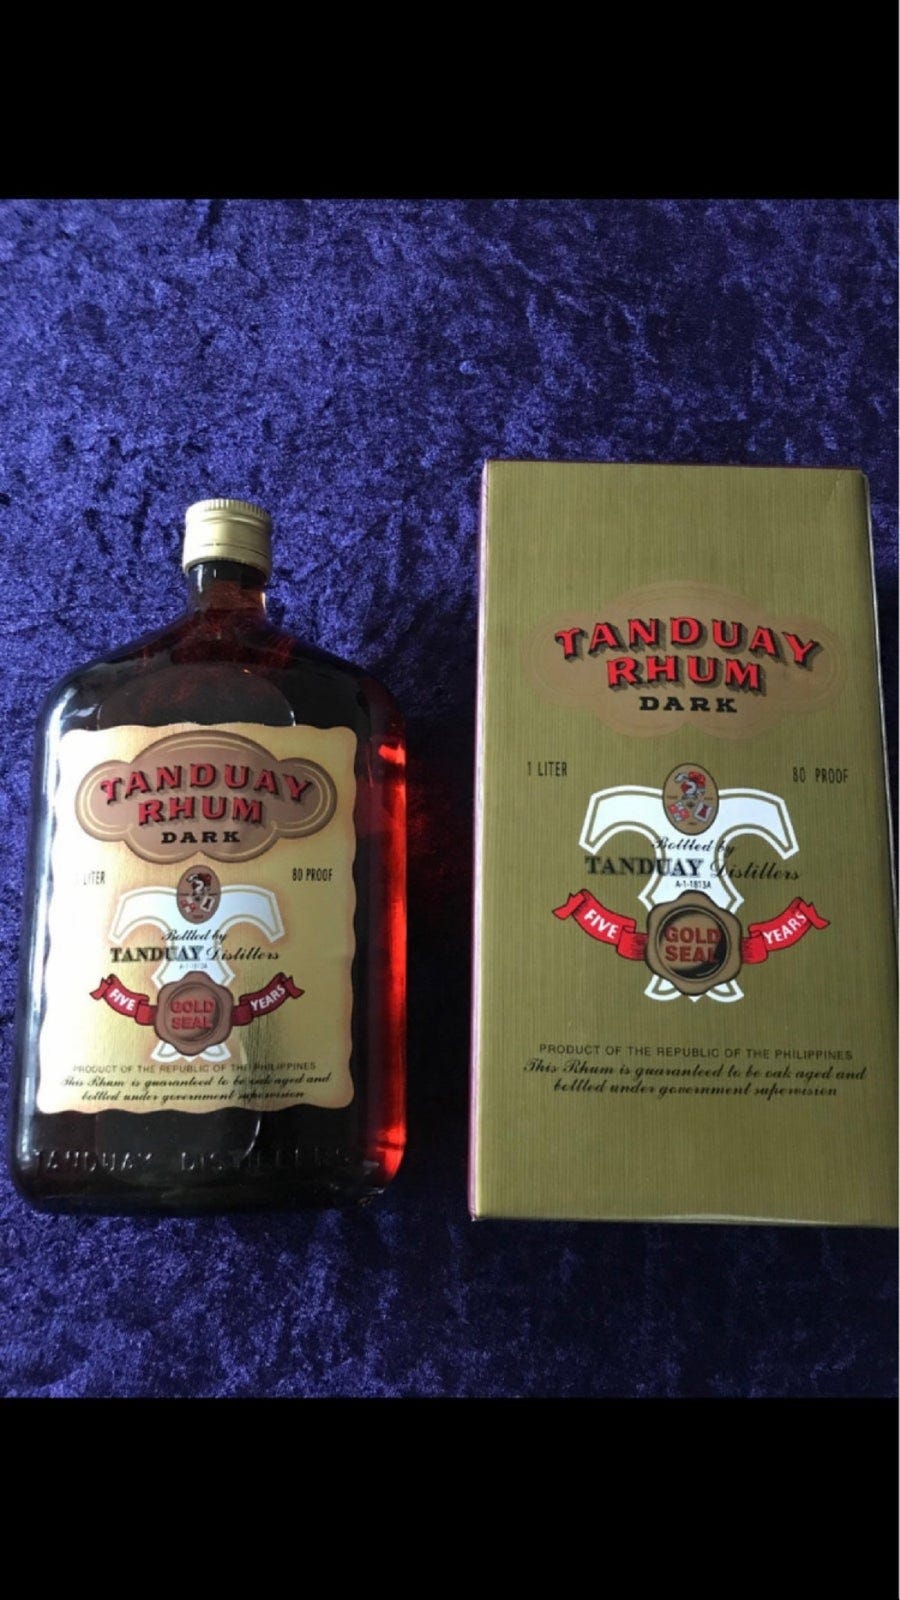 TANDUAY
RHUM
DARK
LITER
80 PROOF
Bottled by
TANDUAY Distillers
FIVE
GOLD
SEAL
YEARS
PRODUCT OF THE REPUBLIC OF THE PHILIPPINES
This Rhum is guaranteed to be oak aged and
bottled under government supervision
TANDUAY DISTILLERS
TANDUAY
RHUM
DARK
1 LITER
80 PROOF
Bottled by
TANDUAY Distillers
A-1-1813A
FIVE
GOLD
SEAL
YEARS
PRODUCT OF THE REPUBLIC OF THE PHILIPPINES
This Rhum is guaranteed to be oak aged and
bottled under government supervision